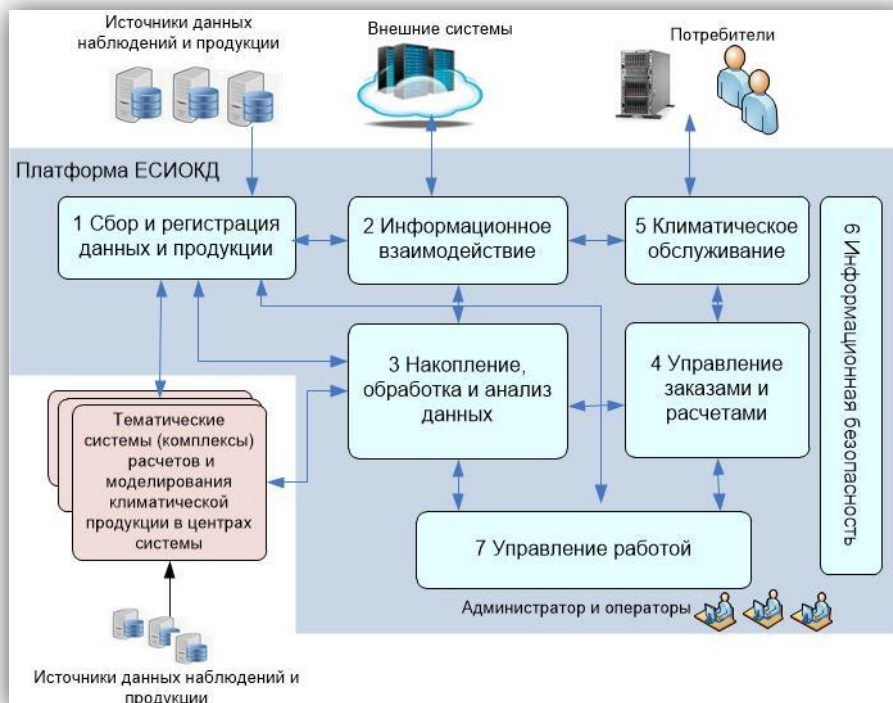 Источники данных
наблюдений и продукции
Внешние системы
Потребители
Платформа ЕСИОКД
1 Сбор и регистрация
данных и продукции
2 Информационное
взаимодействие
5 Климатическое
обслуживание
6 Информационная безопасность
3 Накопление,
обработка и анализ
данных
4 Управление
заказами и
расчетами
Тематические
системы (комплексы)
расчетов и
моделирования
климатической
продукции в центрах
системы
7 Управление работой
Администратор и операторы
Источники данных наблюдений и
продукции